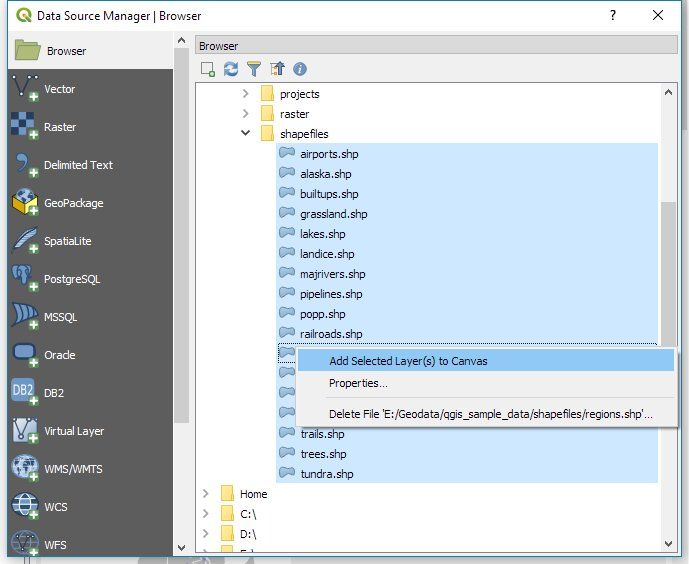 Data Source Manager | Browser
?
Browser
Vector
Raster
Delimited Text
GeoPackage
SpatiaLite
PostgreSQL
MSSQL
Oracle
DB2
DB2
Virtual Layer
WMS/WMTS
WCS
WFS
Browser
projects
raster
shapefiles
airports.shp
alaska.shp
builtups.shp
grassland.shp
lakes.shp
landice.shp
majrivers.shp
pipelines.shp
popp.shp
railroads.shp
Add Selected Layer(s) to Canvas
Properties...
Delete File 'E:/Geodata/qgis_sample_data/shapefiles/regions.shp'...
trails.shp
trees.shp
tundra.shp
Home
C:\
D:\